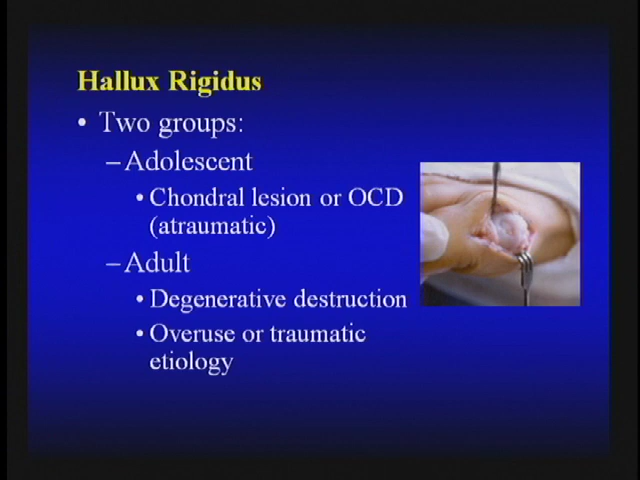 Hallux Rigidus
• Two groups:
–Adolescent
• Chondral lesion or OCD
(atraumatic)
–Adult
• Degenerative destruction
• Overuse or traumatic
etiology